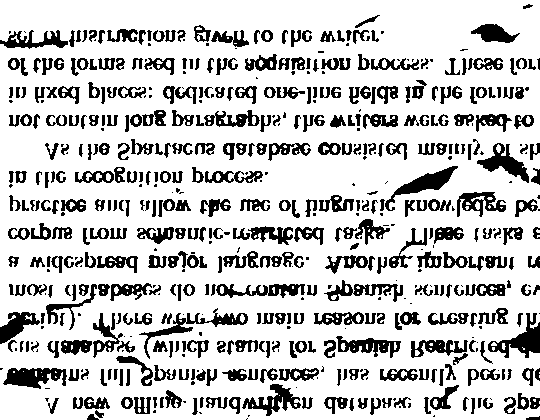 A new offline handwritten database for the Spa
contains full Spanish sentences, has recently been de
cus database (which stands for Spanish Restricted-d
script). There were two main reasons for creating th
most databases do not contain Spanish sentences, ev
a widespread major language. Another important re
corpus from semantic-restricted tasks. These tasks a
practice and allow the use of linguistic knowledge be
in the recognition process.
As the Spartacus database consisted mainly of sh
not contain long paragraphs, the writers were asked to
in fixed places: dedicated one-line fields in the forms.
of the forms used in the acquisition process. These for
set of instructions given to the writer.